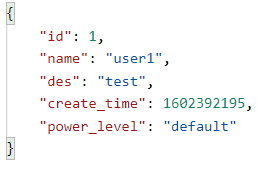 {
    "id": 1,
    "name": "user1",
    "des": "test",
    "create_time": 1602392195,
    "power_level": "default"
}